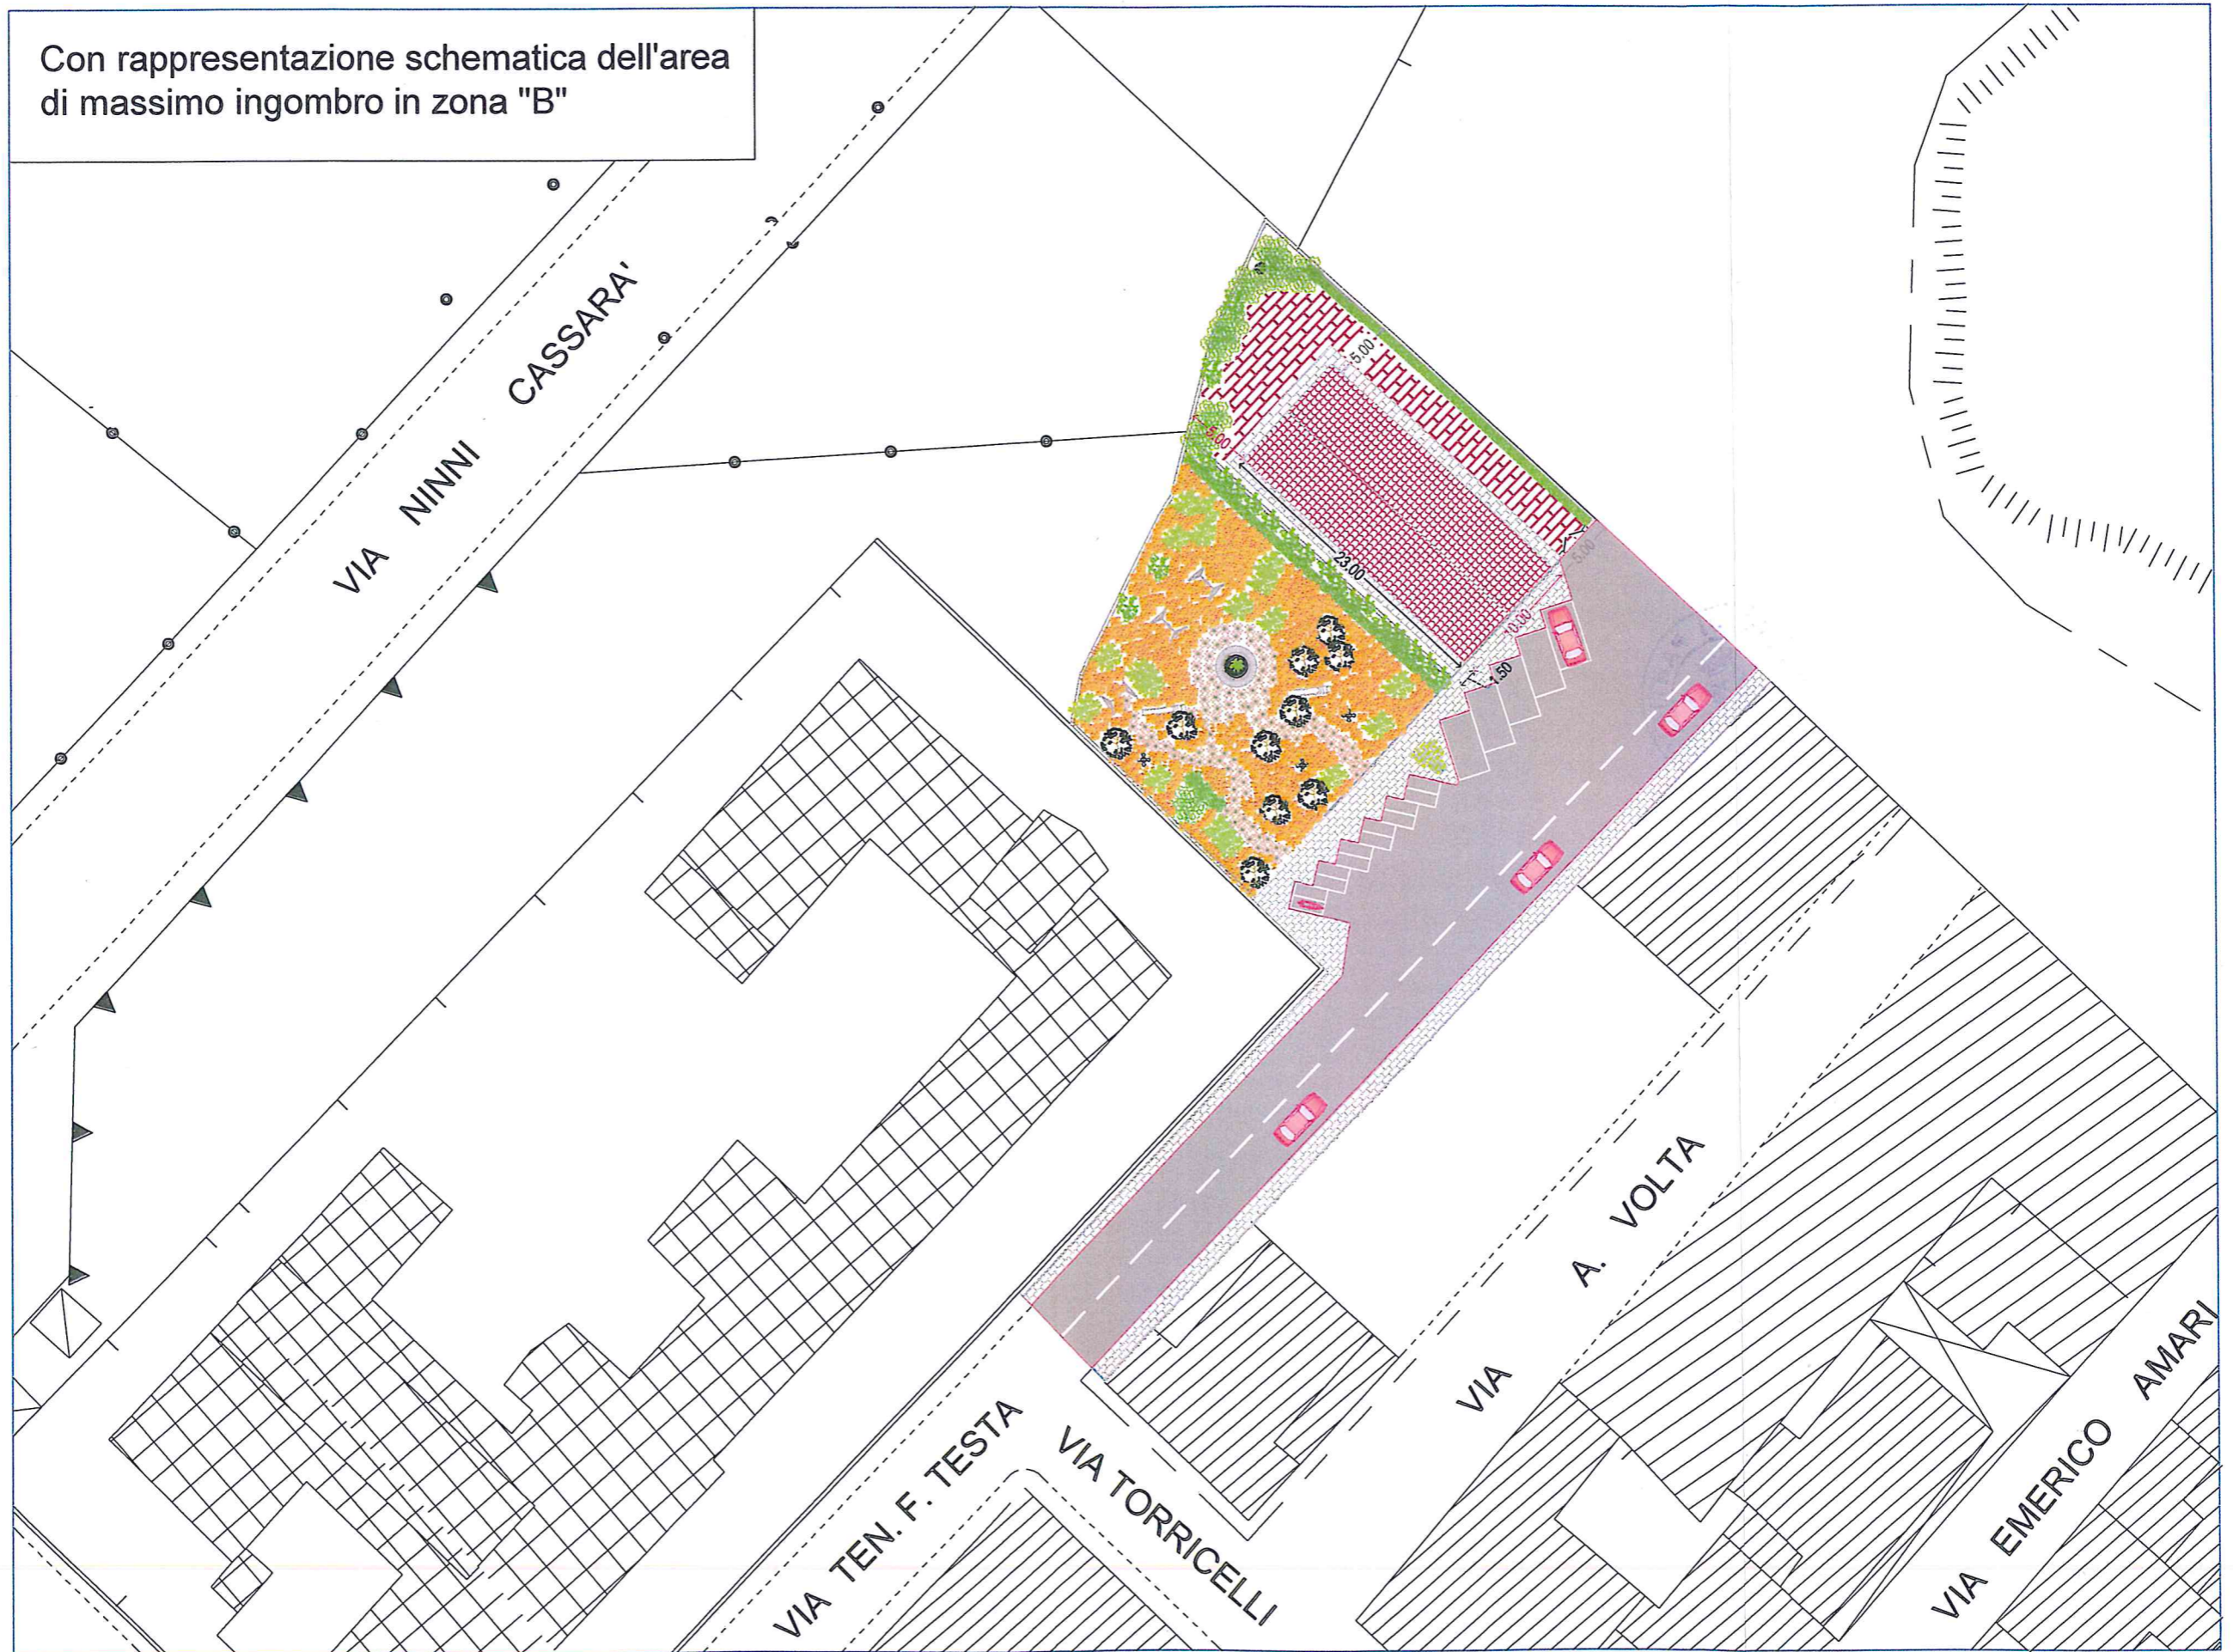 Con rappresentazione schematica dell'area
di massimo ingombro in zona "B"
VIA NINNI CASSARA'
5.00
5.00
23.00
5.00
10.00
1.50
VIA A. VOLTA
VIA EMERICO AMARI
VIA TEN. F. TESTA
VIA TORRICELLI